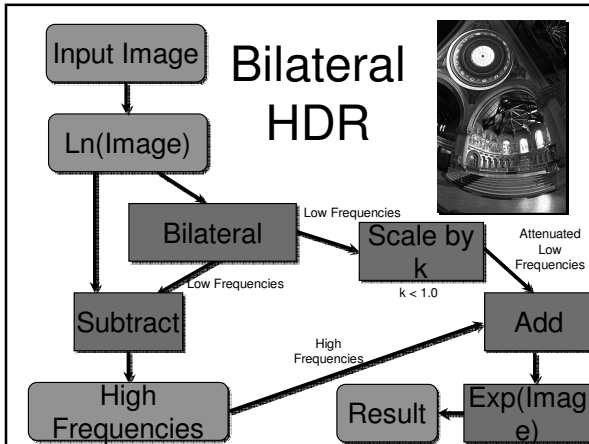 Input Image
Bilateral
HDR
Ln(Image)
Low Frequencies
Bilateral
Scale by
k
Attenuated
Low
Frequencies
Low Frequencies
k < 1.0
Subtract
Add
High
Frequencies
High
Frequencies
Result
Exp(Imag
e)